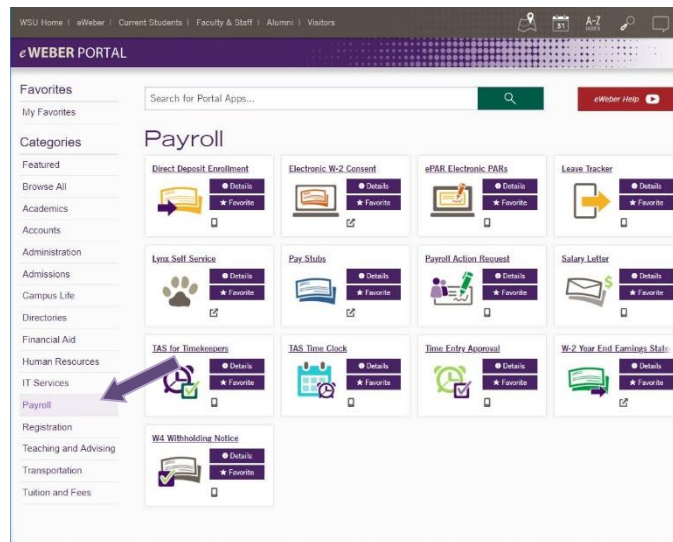 WSU Home | eWeber | Current Students | Faculty & Staff | Alumni | Visitors
31
A-Z
INDEX
eWEBER PORTAL
Favorites
My Favorites
Categories
Featured
Browse All
Academics
Accounts
Administration
Admissions
Campus Life
Directories
Financial Aid
Human Resources
IT Services
Payroll
Registration
Teaching and Advising
Transportation
Tuition and Fees
Search for Portal Apps...
eWeber Help
Payroll
Direct Deposit Enrollment
Details
Favorite
Electronic W-2 Consent
Details
Favorite
ePAR Electronic PARs
Details
Favorite
Leave Tracker
Details
Favorite
Lynx Self Service
Details
Favorite
Pay Stubs
Details
Favorite
Payroll Action Request
Details
Favorite
Salary Letter
$
Details
Favorite
TAS for Timekeepers
Details
Favorite
TAS Time Clock
Details
Favorite
Time Entry Approval
Details
Favorite
W-2 Year End Earnings State
Details
Favorite
W4 Withholding Notice
Details
Favorite